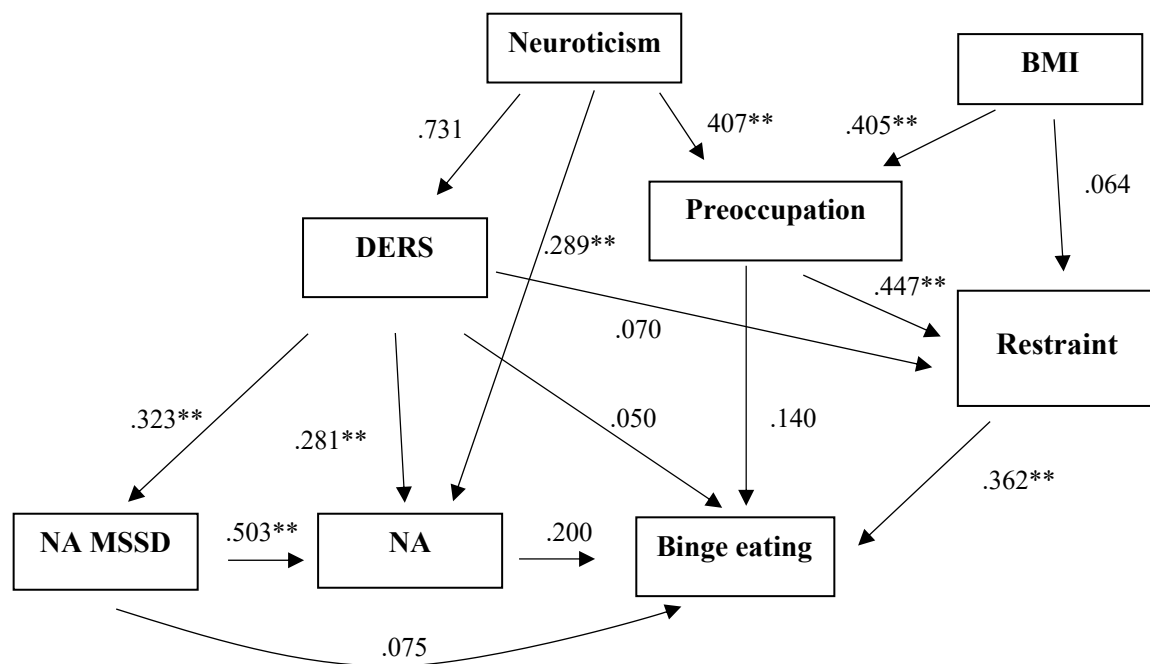 Neuroticism
BMI
.731
407**
.405**
.064
Preoccupation
DERS
.289**
.447**
.070
Restraint
.323**
.281**
.050
.140
.362**
NA MSSD
.503**
NA
.200
Binge eating
.075